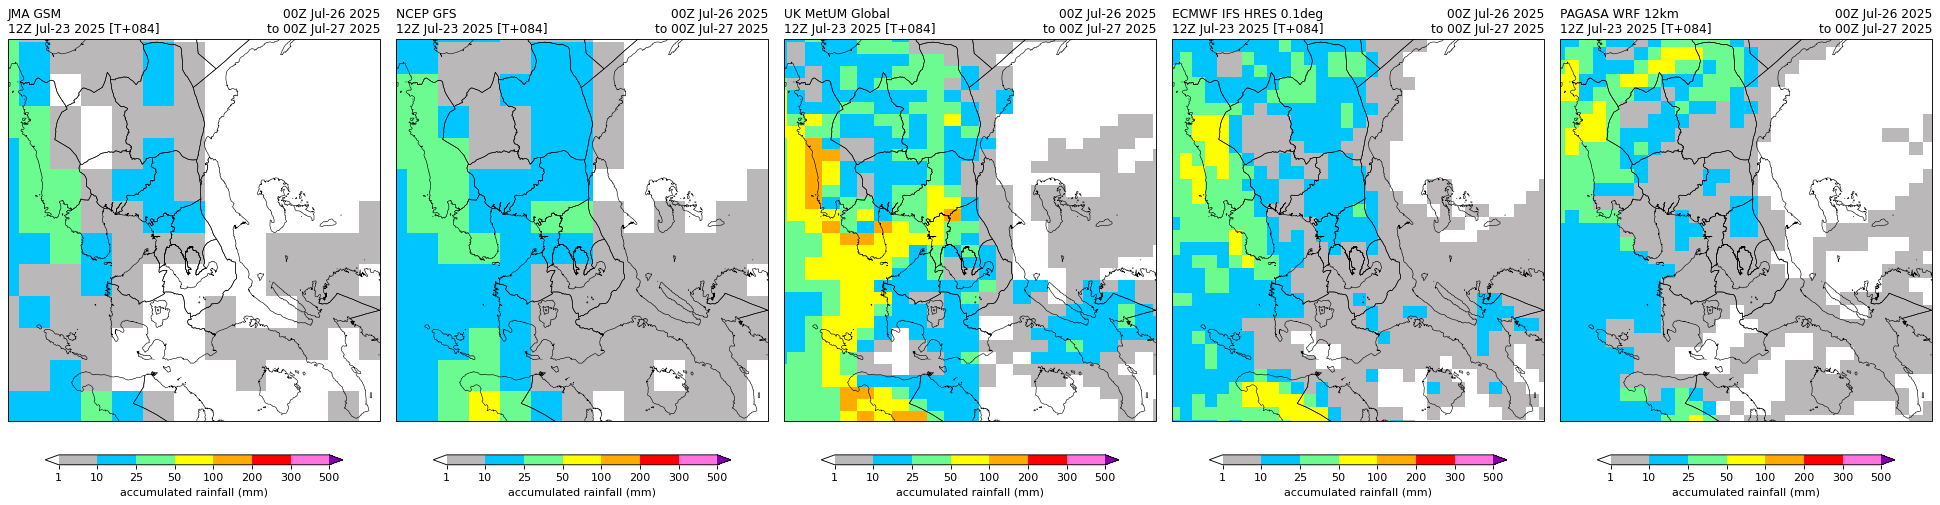 JMA GSM 00Z Jul-26 2025
12Z Jul-23 2025 [T+084] to 00Z Jul-27 2025
NCEP GFS 00Z Jul-26 2025
12Z Jul-23 2025 [T+084] to 00Z Jul-27 2025
UK MetUM Global 00Z Jul-26 2025
12Z Jul-23 2025 [T+084] to 00Z Jul-27 2025
ECMWF IFS HRES 0.1deg 00Z Jul-26 2025
12Z Jul-23 2025 [T+084] to 00Z Jul-27 2025
PAGASA WRF 12km 00Z Jul-26 2025
12Z Jul-23 2025 [T+084] to 00Z Jul-27 2025
1 10 25 50 100 200 300 500
accumulated rainfall (mm)
1 10 25 50 100 200 300 500
accumulated rainfall (mm)
1 10 25 50 100 200 300 500
accumulated rainfall (mm)
1 10 25 50 100 200 300 500
accumulated rainfall (mm)
1 10 25 50 100 200 300 500
accumulated rainfall (mm)